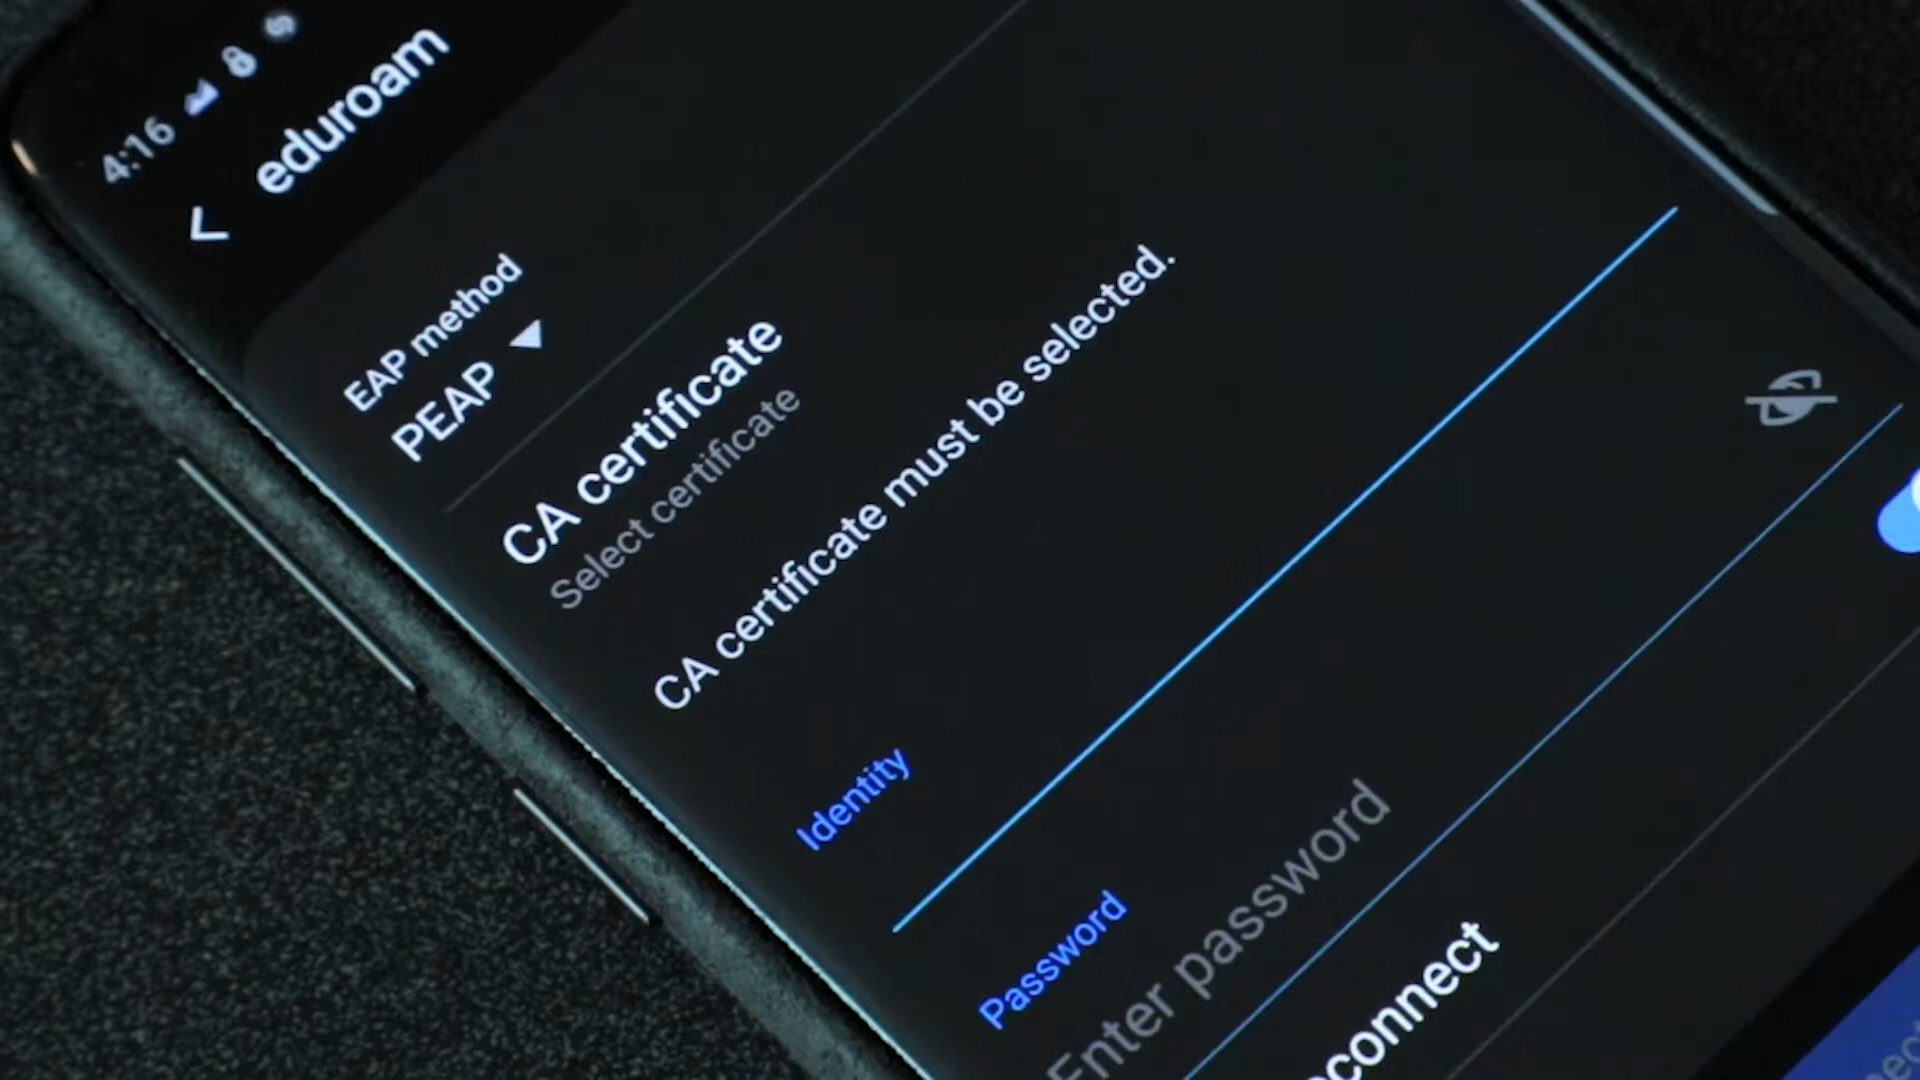 4:16
eduroam
EAP method
PEAP
CA certificate
Select certificate
CA certificate must be selected.
Identity
Password
Enter password